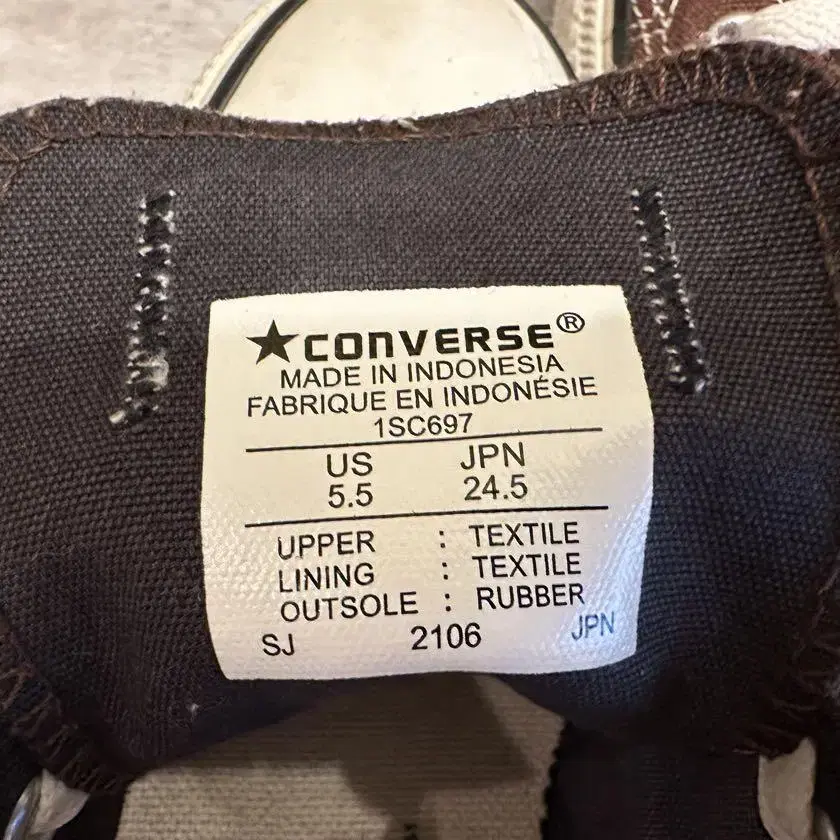 ★CONVERSE®
MADE IN INDONESIA
FABRIQUE EN INDONÉSIE
1SC697
US JPN
5.5 24.5
UPPER : TEXTILE
LINING : TEXTILE
OUTSOLE : RUBBER
SJ 2106 JPN